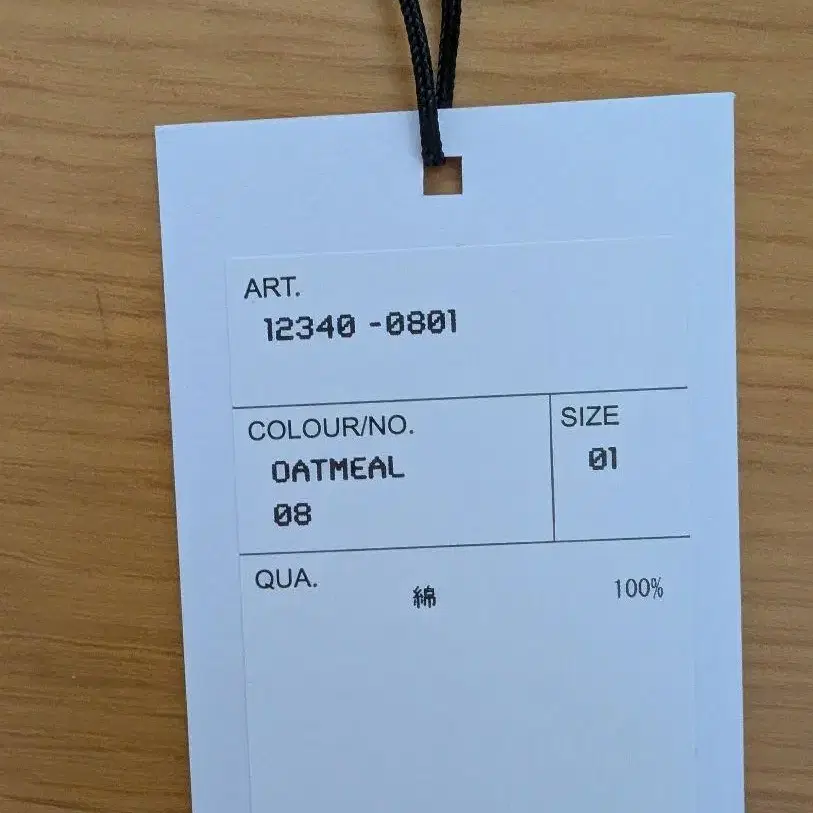 ART.
12340 -0801
COLOUR/NO.
OATMEAL
08
SIZE
01
QUA.
綿 100%